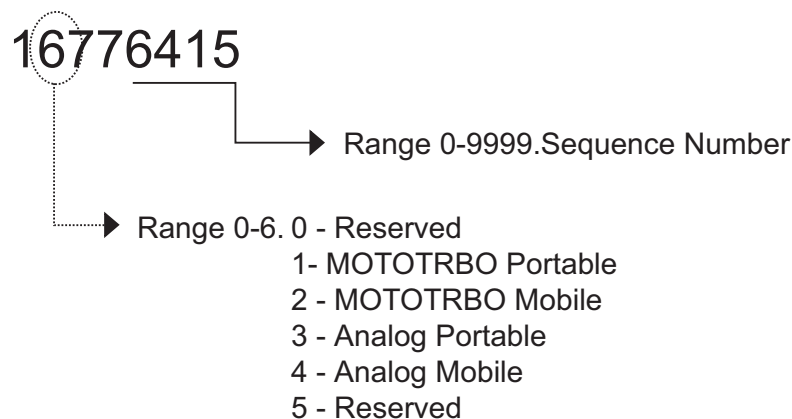 16776415
Range 0-9999.Sequence Number
Range 0-6. 0 - Reserved
1- MOTOTRBO Portable
2 - MOTOTRBO Mobile
3 - Analog Portable
4 - Analog Mobile
5 - Reserved